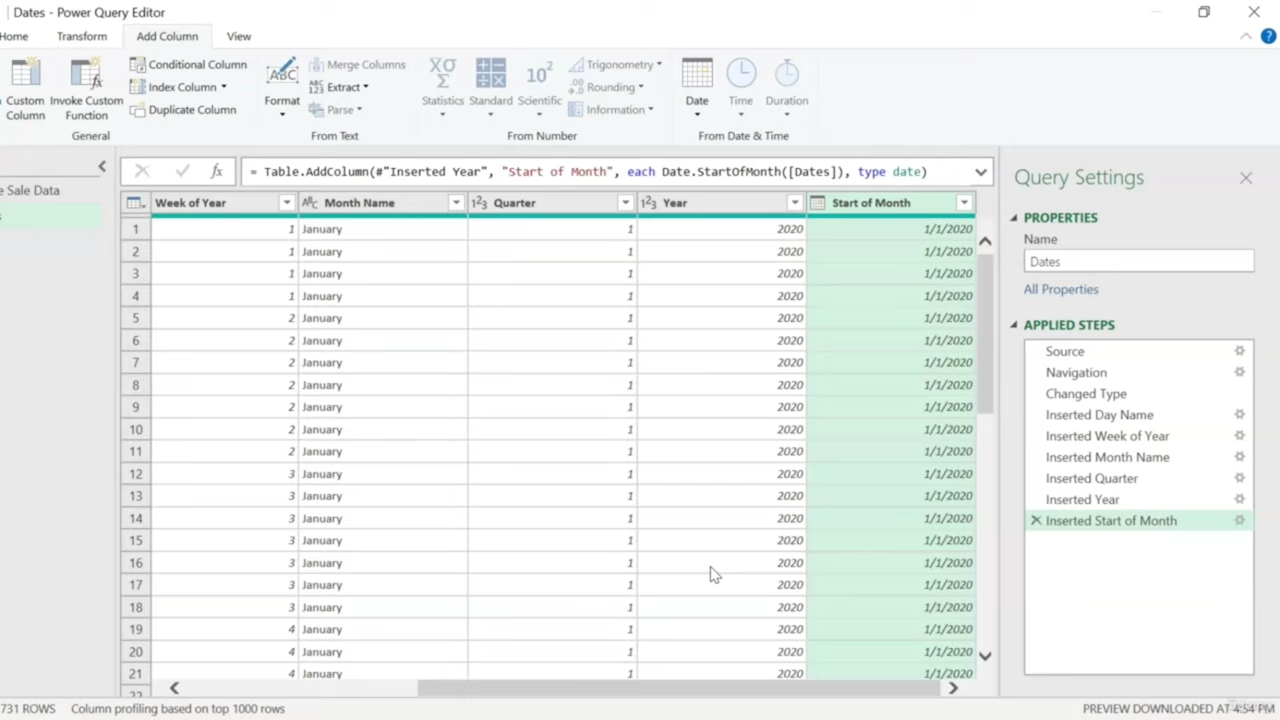 Dates - Power Query Editor
Home Transform Add Column View
Custom Column
Invoke Custom Function
Conditional Column
Index Column
Duplicate Column
General
Format
Merge Columns
Extract
Parse
From Text
Statistics
Standard
Scientific
Trigonometry
Rounding
Information
From Number
Date
Time
Duration
From Date & Time
e Sale Data
s
fx = Table.AddColumn(#"Inserted Year", "Start of Month", each Date.StartOfMonth([Dates]), type date)
Week of Year Month Name Quarter Year Start of Month
1 1 January 1 2020 1/1/2020
2 1 January 1 2020 1/1/2020
3 1 January 1 2020 1/1/2020
4 1 January 1 2020 1/1/2020
5 2 January 1 2020 1/1/2020
6 2 January 1 2020 1/1/2020
7 2 January 1 2020 1/1/2020
8 2 January 1 2020 1/1/2020
9 2 January 1 2020 1/1/2020
10 2 January 1 2020 1/1/2020
11 2 January 1 2020 1/1/2020
12 3 January 1 2020 1/1/2020
13 3 January 1 2020 1/1/2020
14 3 January 1 2020 1/1/2020
15 3 January 1 2020 1/1/2020
16 3 January 1 2020 1/1/2020
17 3 January 1 2020 1/1/2020
18 3 January 1 2020 1/1/2020
19 4 January 1 2020 1/1/2020
20 4 January 1 2020 1/1/2020
21 4 January 1 2020 1/1/2020
22
Query Settings
PROPERTIES
Name
Dates
All Properties
APPLIED STEPS
Source
Navigation
Changed Type
Inserted Day Name
Inserted Week of Year
Inserted Month Name
Inserted Quarter
Inserted Year
Inserted Start of Month
731 ROWS Column profiling based on top 1000 rows
PREVIEW DOWNLOADED AT 4:54 PM